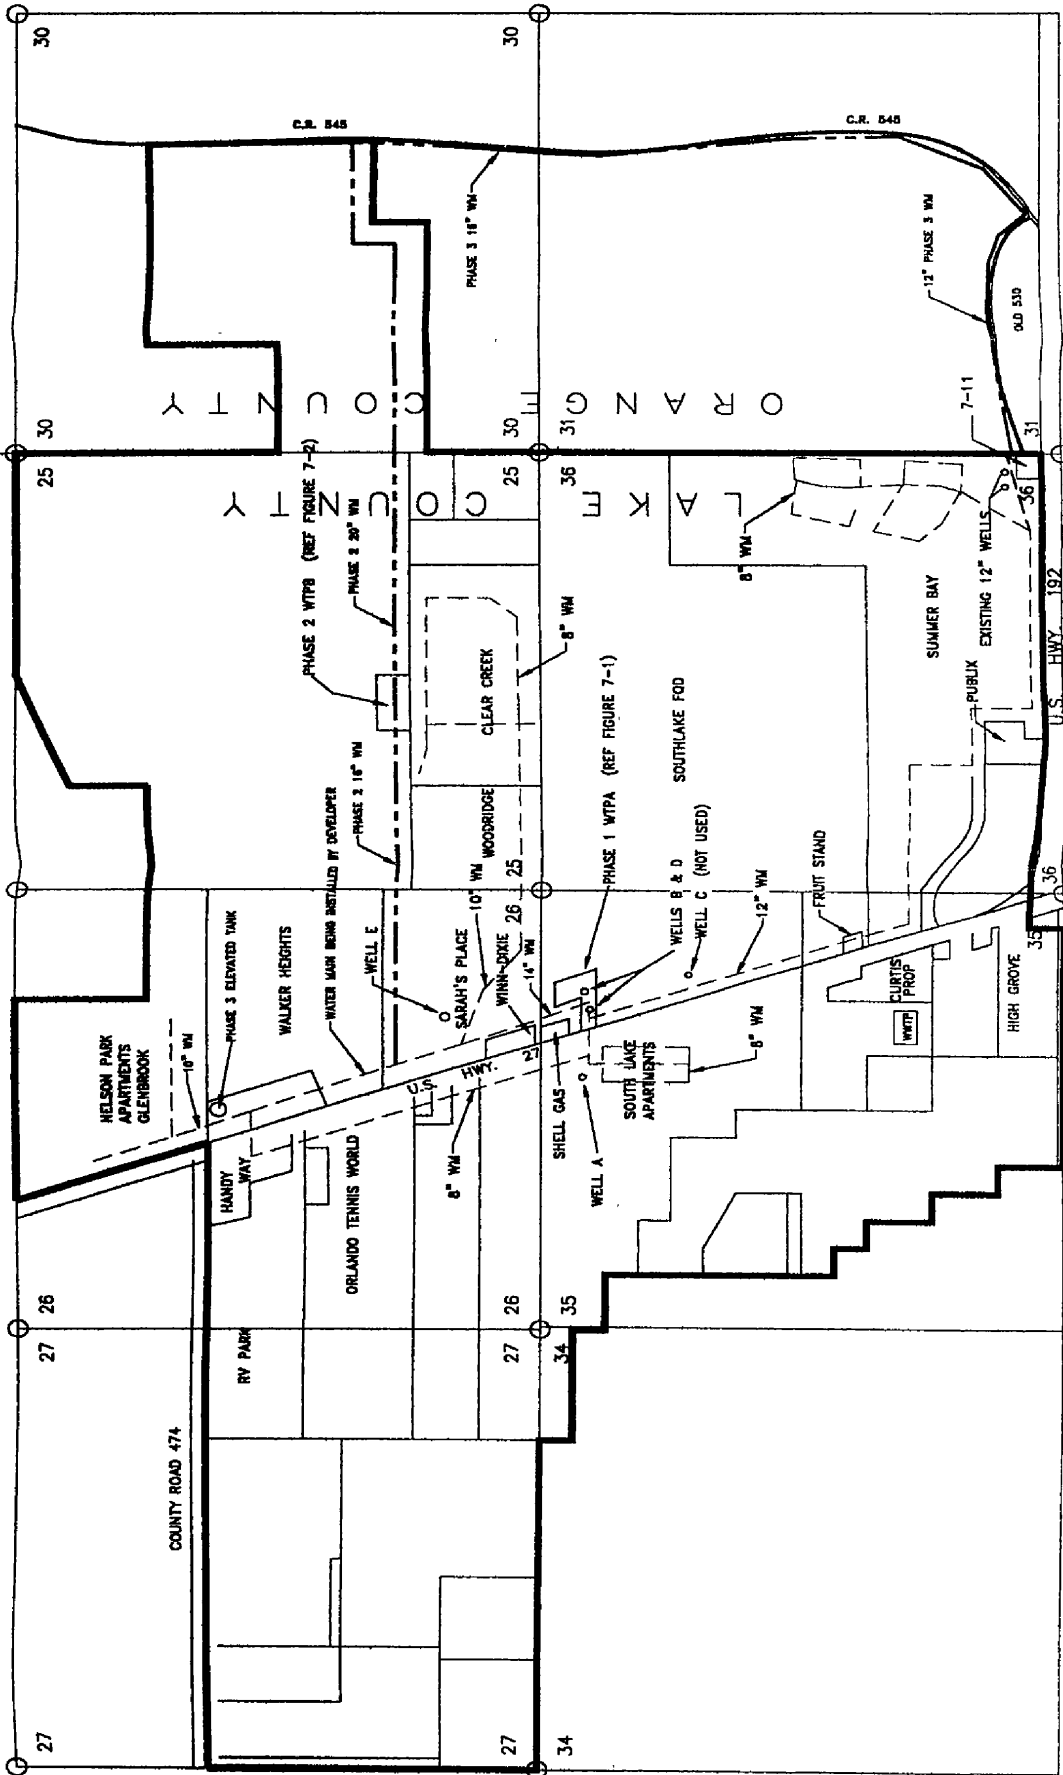 30
30
C.R. 545
C.R. 545
PHASE 3 16" WM
12" PHASE 3 WM
OLD 530
7-11
ORANGE COUNTY
30
25
30
31
25
36
31
36
LAKE COUNTY
PHASE 2 WTPB (REF FIGURE 7-2)
PHASE 2 20" WM
PHASE 2 16" WM
8" WM
CLEAR CREEK
8" WM
SUMMER BAY
EXISTING 12" WELLS
PUBLIX
U.S. HWY. 192
WOODRIDGE
PHASE 1 WTPA (REF FIGURE 7-1)
SOUTHLAKE FOD
WATER MAIN BEING INSTALLED BY DEVELOPER
10" WM
25
26
36
35
WELLS B & D
WELL C (NOT USED)
12" WM
FRUIT STAND
PHASE 3 ELEVATED TANK
WALKER HEIGHTS
WELL E
SARAH'S PLACE
WINN-DIXIE
14" WM
CURTIS PROP
WWTP
HIGH GROVE
NELSON PARK
APARTMENTS
GLENBROOK
10" WM
U.S. HWY. 27
SHELL GAS
SOUTH LAKE
APARTMENTS
8" WM
HANDY WAY
ORLANDO TENNIS WORLD
8" WM
WELL A
26
27
26
35
27
34
RV PARK
COUNTY ROAD 474
27
27
34